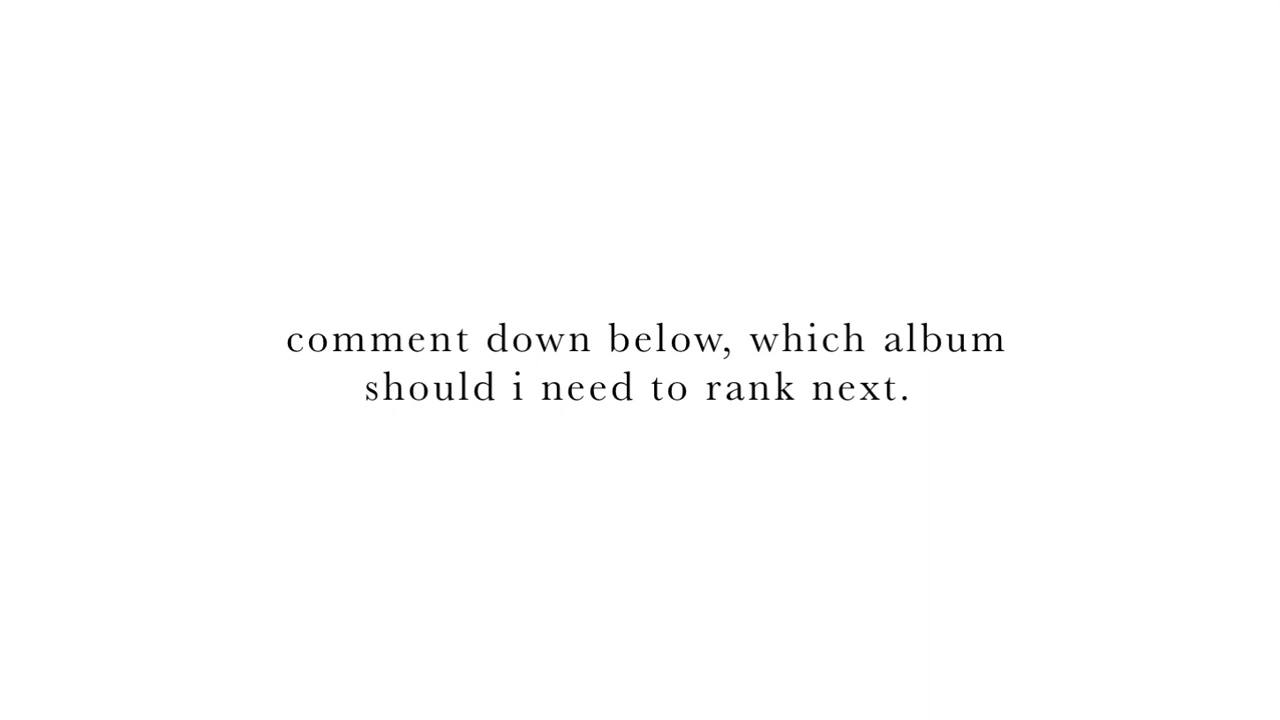 comment down below, which album
should i need to rank next.